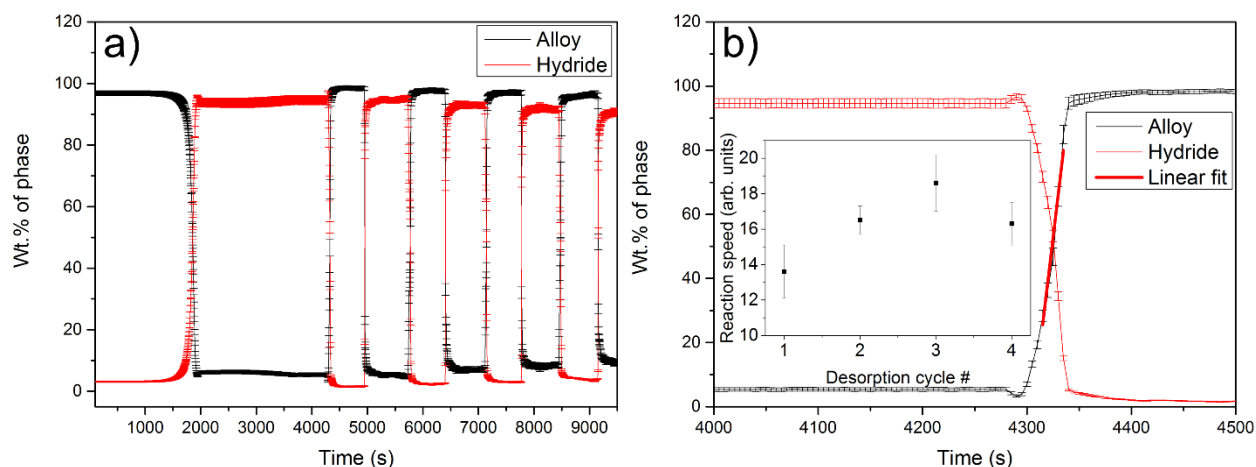 a)
Alloy
Hydride
Wt.% of phase
120
100
80
60
40
20
0
1000 2000 3000 4000 5000 6000 7000 8000 9000
Time (s)
b)
Alloy
Hydride
Linear fit
Wt.% of phase
120
100
80
60
40
20
0
Reaction speed (arb. units)
20
18
16
14
12
10
1 2 3 4
Desorption cycle #
4000 4100 4200 4300 4400 4500
Time (s)